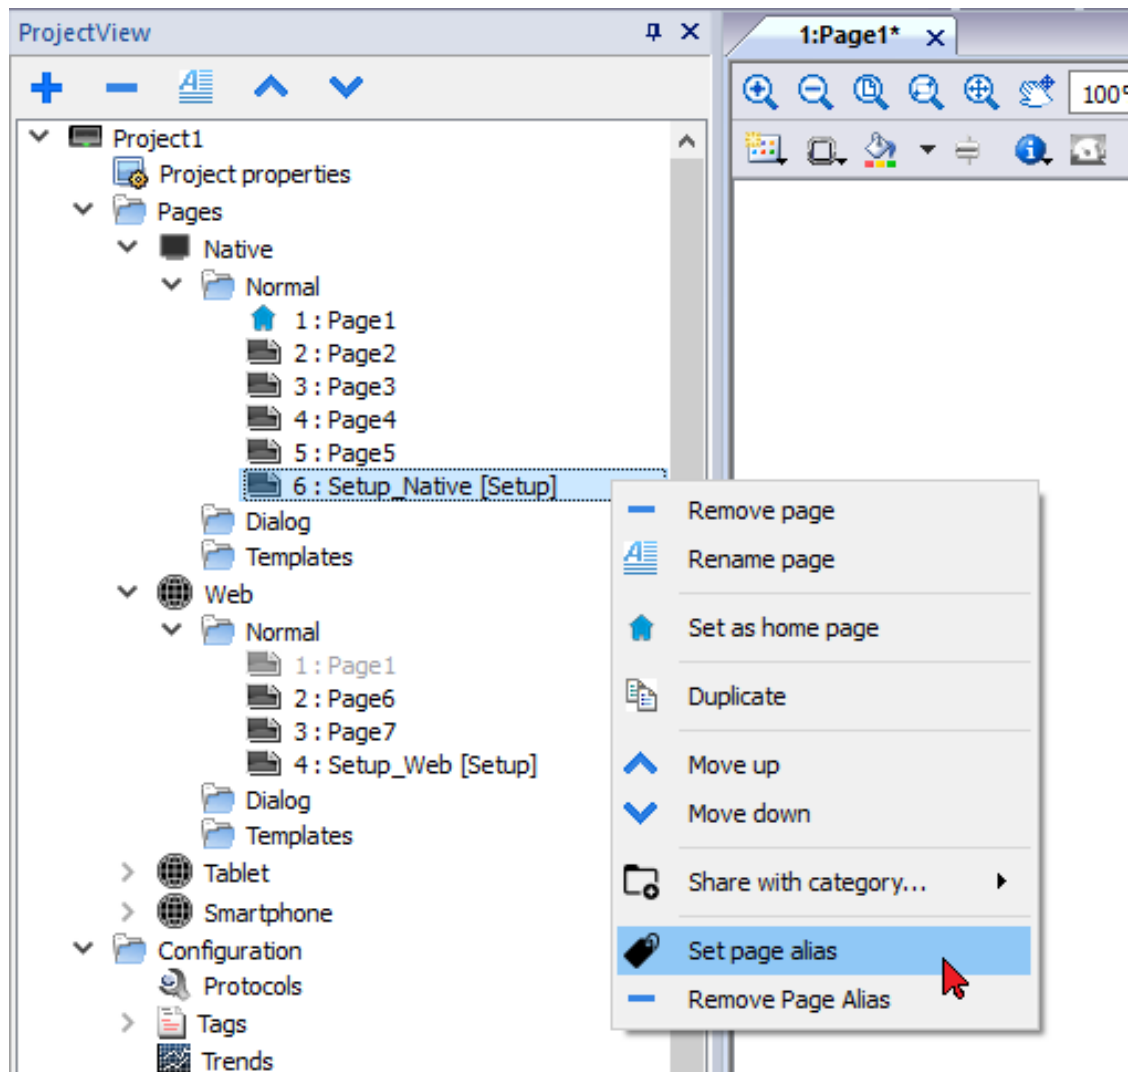 ProjectView
1:Page1*
100%
Project1
Project properties
Pages
Native
Normal
1 : Page1
2 : Page2
3 : Page3
4 : Page4
5 : Page5
6 : Setup_Native [Setup]
Dialog
Templates
Web
Normal
1 : Page1
2 : Page6
3 : Page7
4 : Setup_Web [Setup]
Dialog
Templates
Tablet
Smartphone
Configuration
Protocols
Tags
Trends
Remove page
Rename page
Set as home page
Duplicate
Move up
Move down
Share with category...
Set page alias
Remove Page Alias